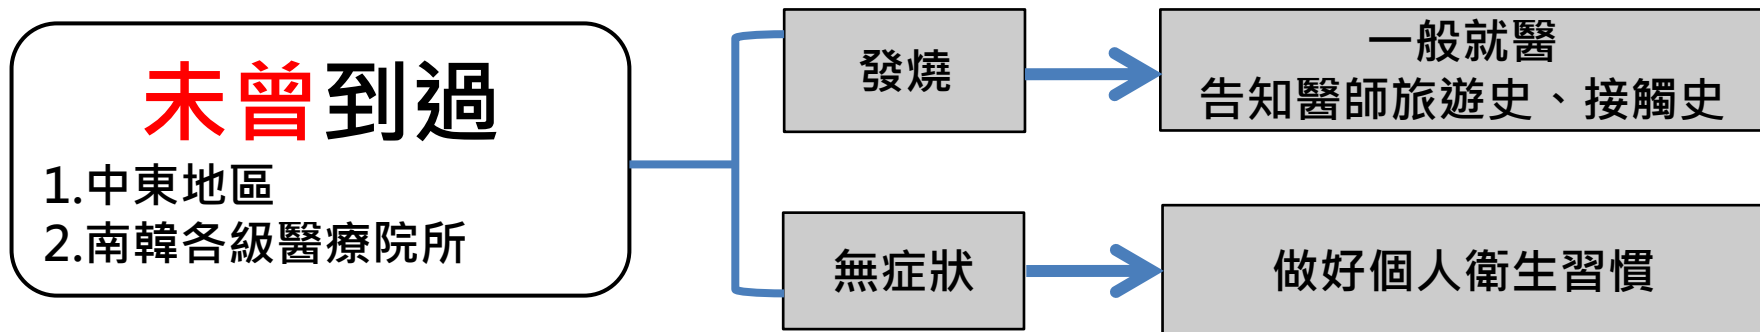 未曾到過
1.中東地區
2.南韓各級醫療院所
發燒
一般就醫
告知醫師旅遊史、接觸史
無症狀
做好個人衛生習慣